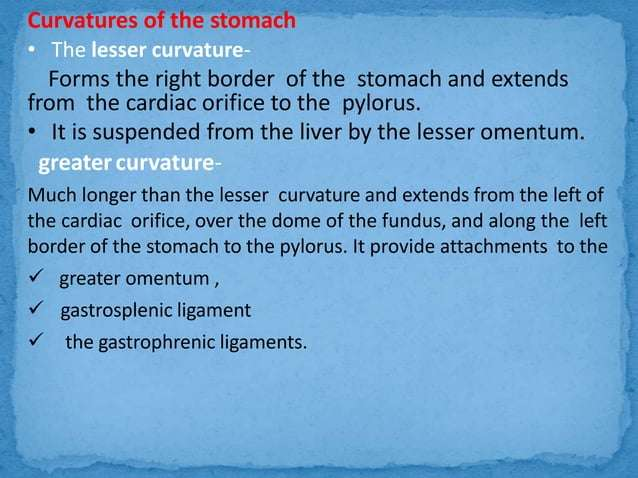 Curvatures of the stomach
• The lesser curvature-
Forms the right border of the stomach and extends
from the cardiac orifice to the pylorus.
• It is suspended from the liver by the lesser omentum.
greater curvature-
Much longer than the lesser curvature and extends from the left of
the cardiac orifice, over the dome of the fundus, and along the left
border of the stomach to the pylorus. It provide attachments to the
✓ greater omentum ,
✓ gastrosplenic ligament
✓ the gastrophrenic ligaments.